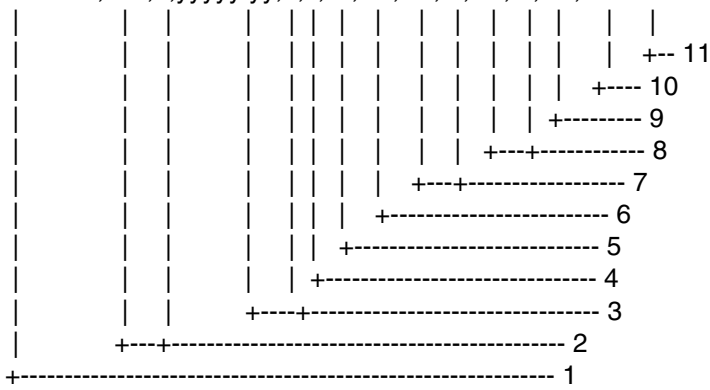 | | | | | | | | | | | | | | |
| | | | | | | | | | | | | | +-- 11
| | | | | | | | | | | | | +---- 10
| | | | | | | | | | | | +--------- 9
| | | | | | | | | | +---+------------ 8
| | | | | | | | +---+----------------- 7
| | | | | | | +------------------------ 6
| | | | | | +--------------------------- 5
| | | | | +------------------------------ 4
| | | +----+-------------------------------- 3
| +---+------------------------------------------- 2
+----------------------------------------------------------- 1